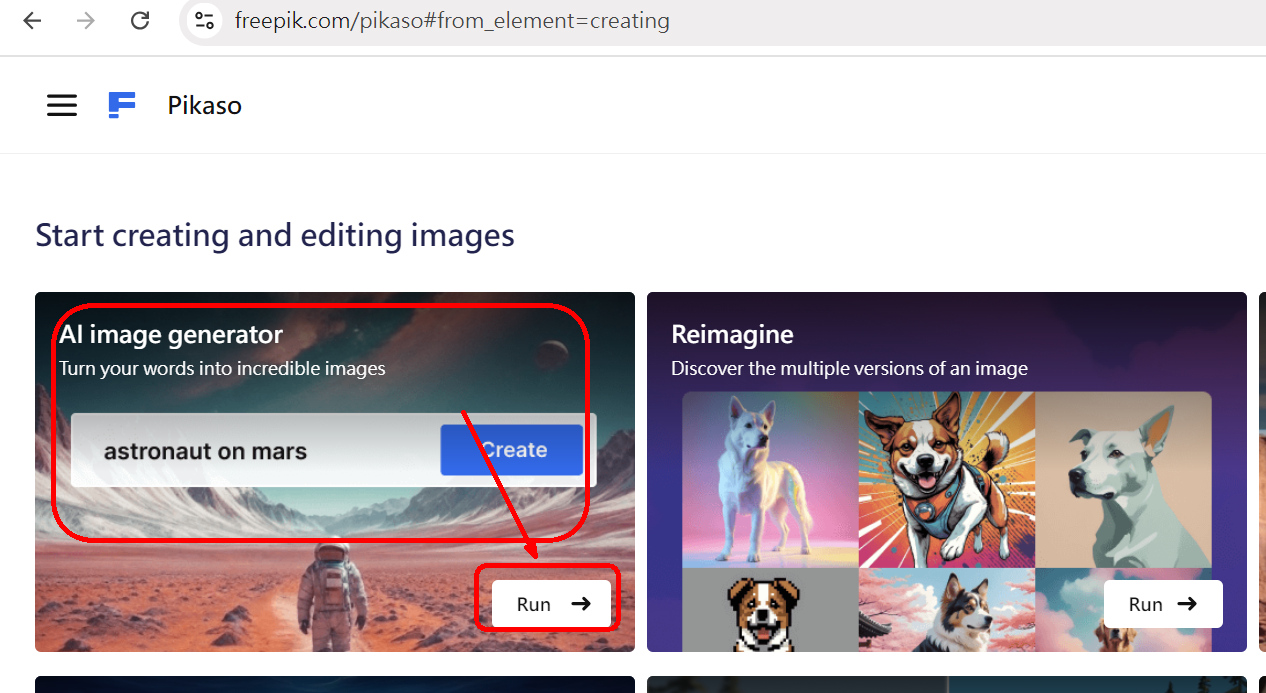 freepik.com/pikaso#from_element=creating
Pikaso
Start creating and editing images
AI image generator
Turn your words into incredible images
astronaut on mars
Create
Run
Reimagine
Discover the multiple versions of an image
Run